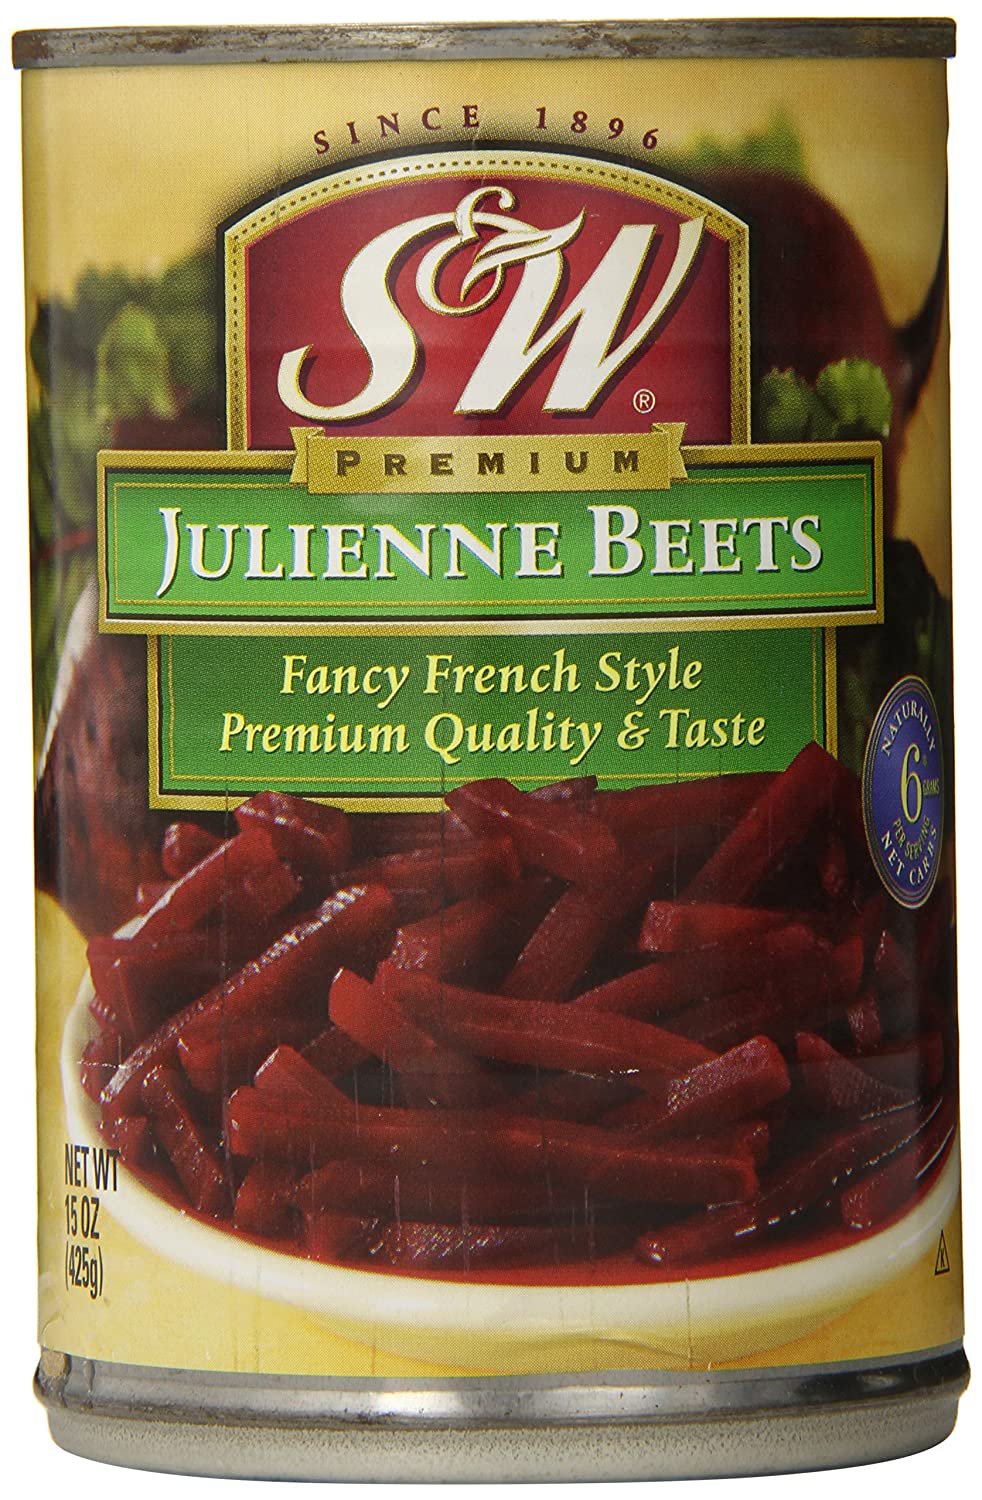 SINCE 1896
S&W®
PREMIUM
JULIENNE BEETS
Fancy French Style
Premium Quality & Taste
NATURALLY
6
GRAMS
PER SERVING
NET CARBS
NET WT
15 OZ
(425g)
K